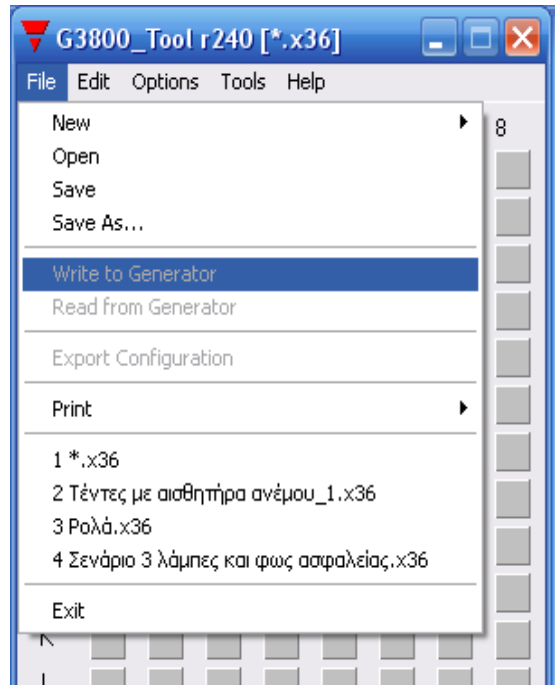 G3800_Tool r240 [*.x36]
File Edit Options Tools Help
New
8
Open
Save
Save As...
Write to Generator
Read from Generator
Export Configuration
Print
1 *.x36
2 Τέντες με αισθητήρα ανέμου_1.x36
3 Ρολά.x36
4 Σενάριο 3 λάμπες και φως ασφαλείας.x36
Exit